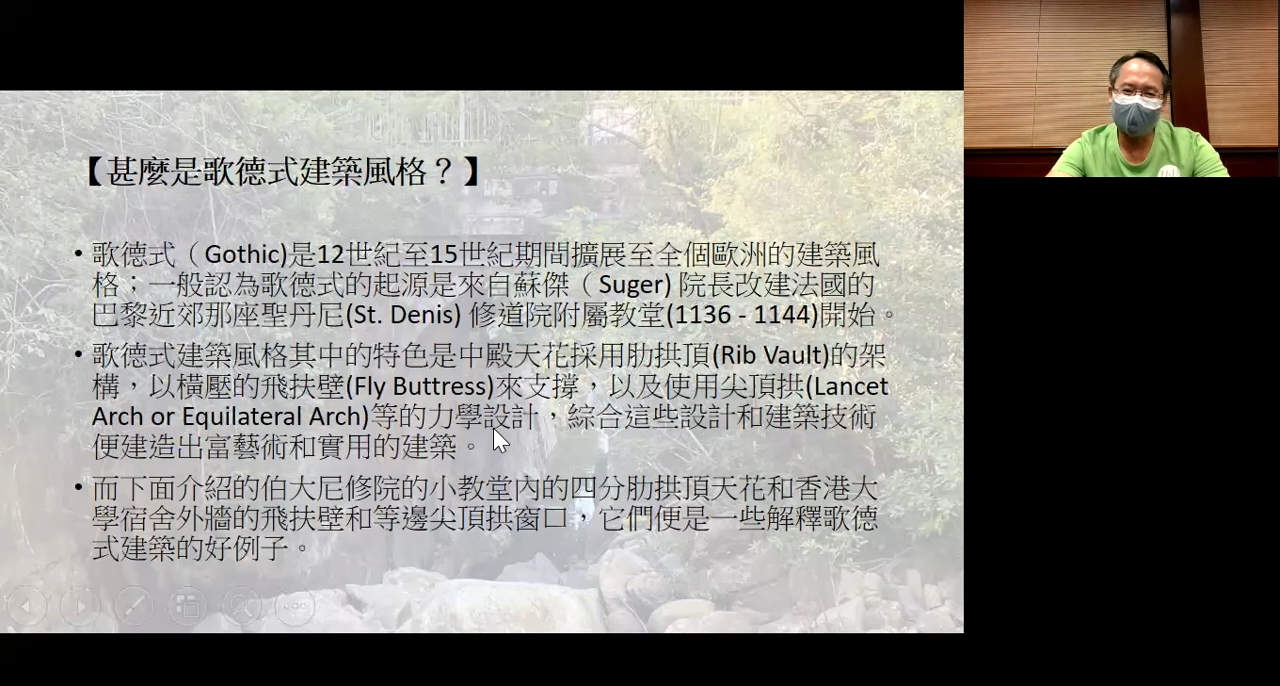 【甚麼是歌德式建築風格？】
• 歌德式（Gothic)是12世紀至15世紀期間擴展至全個歐洲的建築風
格；一般認為歌德式的起源是來自蘇傑（Suger) 院長改建法國的
巴黎近郊那座聖丹尼(St. Denis) 修道院附屬教堂(1136 - 1144)開始。
• 歌德式建築風格其中的特色是中殿天花採用肋拱頂(Rib Vault)的架
構，以橫壓的飛扶壁(Fly Buttress)來支撐，以及使用尖頂拱(Lancet
Arch or Equilateral Arch)等的力學設計，綜合這些設計和建築技術
便建造出富藝術和實用的建築。
• 而下面介紹的伯大尼修院的小教堂內的四分肋拱頂天花和香港大
學宿舍外牆的飛扶壁和等邊尖頂拱窗口，它們便是一些解釋歌德
式建築的好例子。